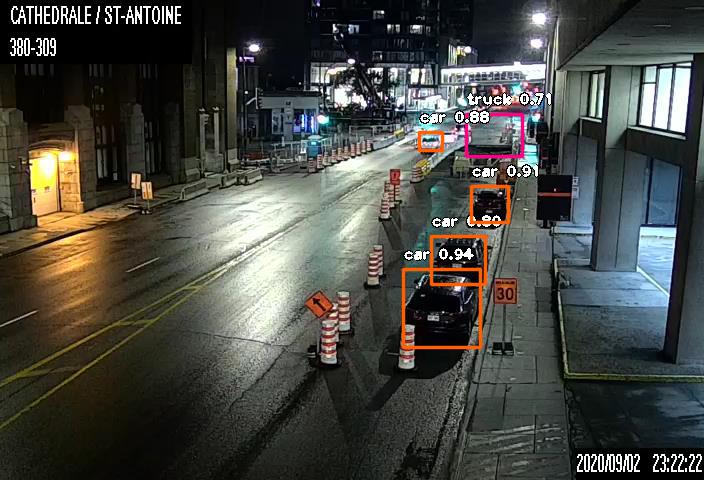 CATHEDRALE / ST-ANTOINE
380-309
truck 0.71
car 0.88
car 0.91
car 0.80
car 0.94
30
2020/09/02 23:22:22